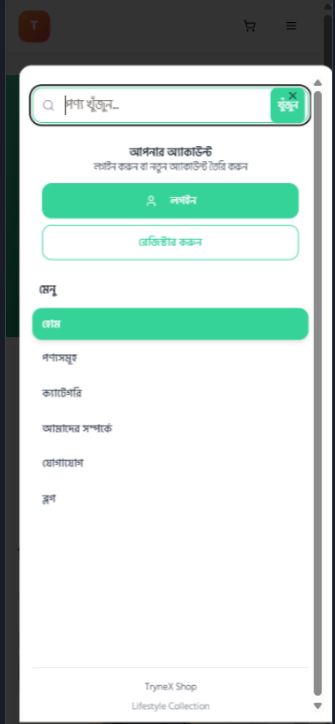 T
পণ্য খুঁজুন...
খুঁজুন
আপনার অ্যাকাউন্ট
লগইন করুন বা নতুন অ্যাকাউন্ট তৈরি করুন
লগইন
রেজিস্টার করুন
মেনু
হোম
পণ্যসমূহ
ক্যাটেগরি
আমাদের সম্পর্কে
যোগাযোগ
ব্লগ
TryneX Shop
Lifestyle Collection